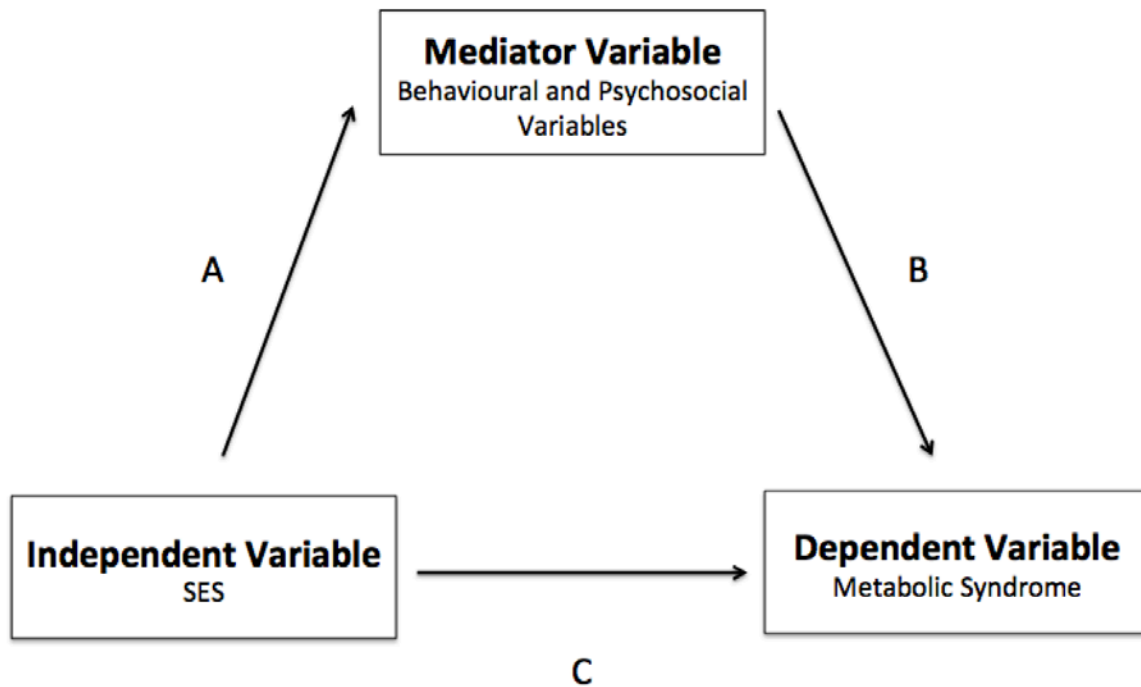 Mediator Variable
Behavioural and Psychosocial
Variables
A
B
Independent Variable
SES
Dependent Variable
Metabolic Syndrome
C